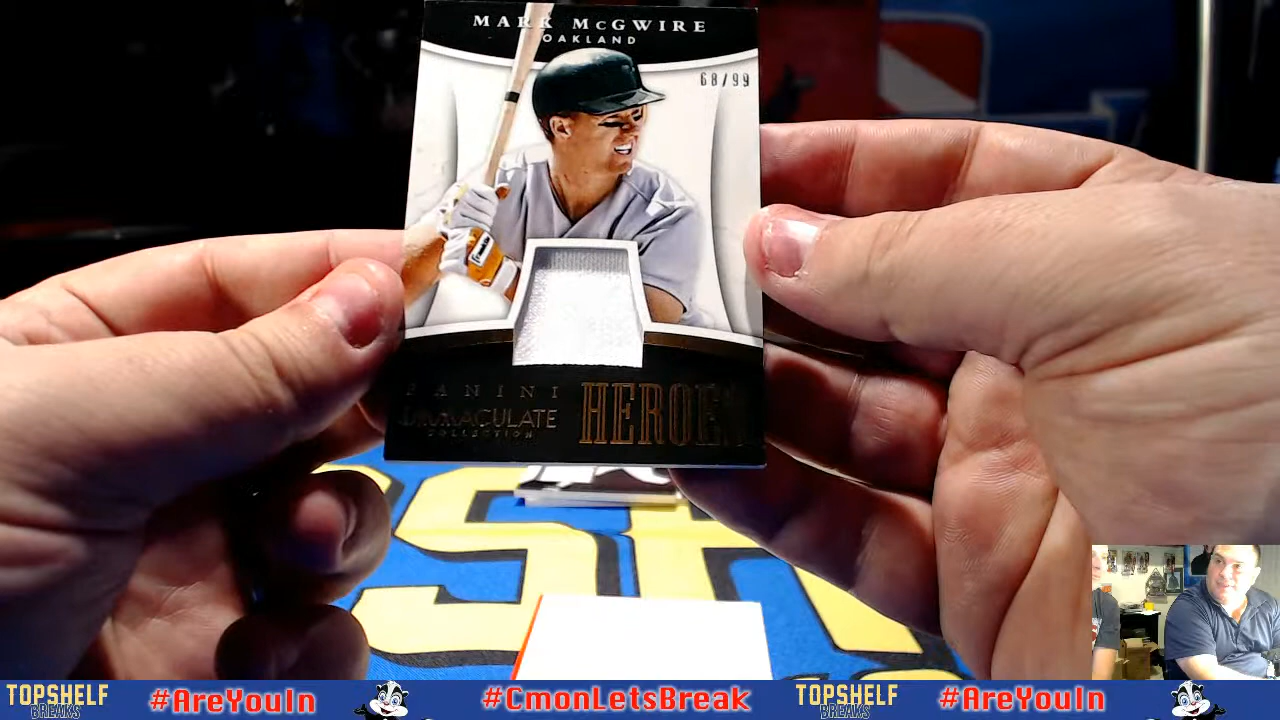 MARK McGWIRE
OAKLAND
68/99
PANINI
IMMACULATE
COLLECTION
HEROES
TOPSHELF
BREAKS
#AreYouIn
#CmonLetsBreak
TOPSHELF
BREAKS
#AreYouIn